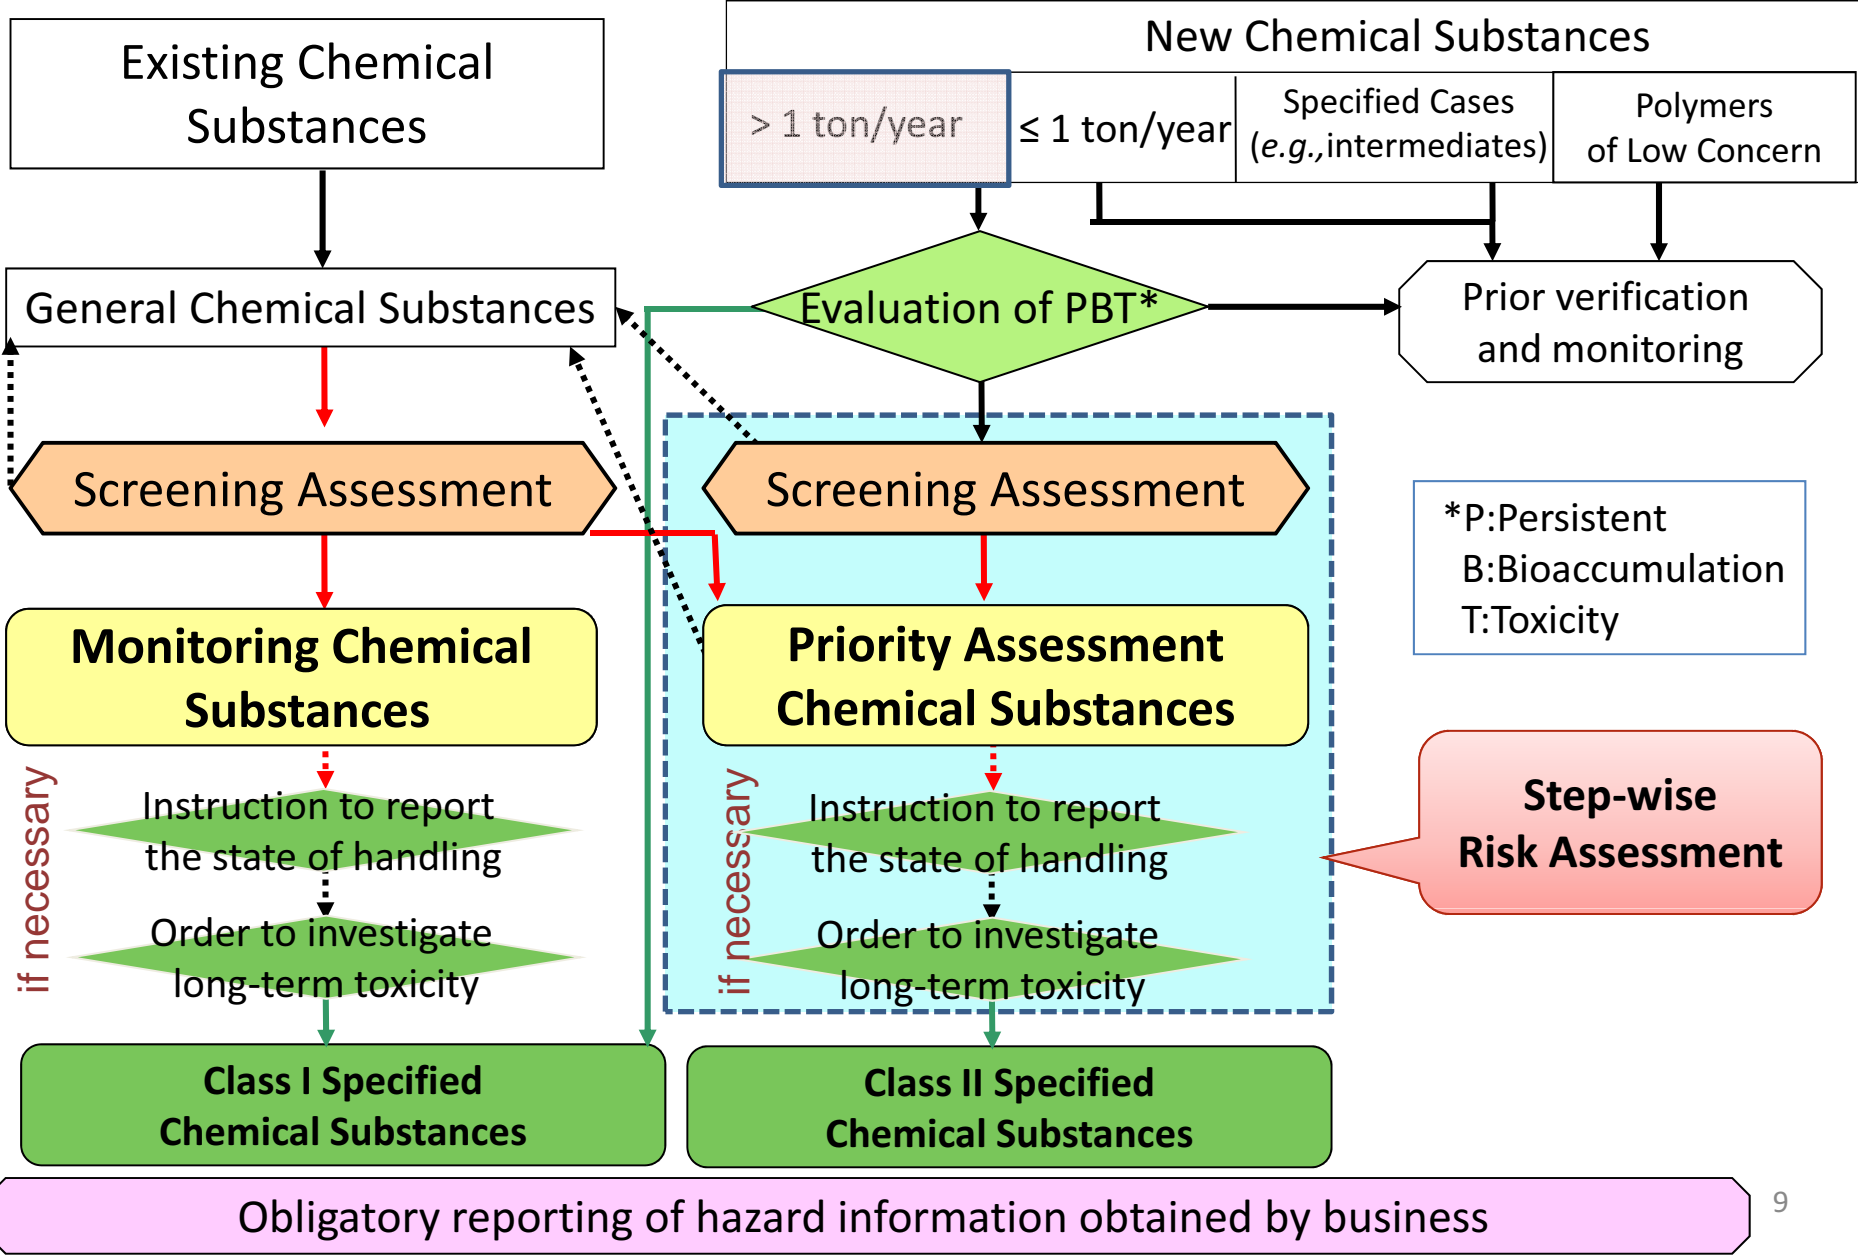 Existing Chemical
Substances
New Chemical Substances
> 1 ton/year
≤ 1 ton/year
Specified Cases
(e.g.,intermediates)
Polymers
of Low Concern
General Chemical Substances
Evaluation of PBT*
Prior verification
and monitoring
Screening Assessment
Screening Assessment
*P:Persistent
B:Bioaccumulation
T:Toxicity
Monitoring Chemical
Substances
Priority Assessment
Chemical Substances
if necessary
Instruction to report
the state of handling
Order to investigate
long-term toxicity
if necessary
Instruction to report
the state of handling
Order to investigate
long-term toxicity
Step-wise
Risk Assessment
Class I Specified
Chemical Substances
Class II Specified
Chemical Substances
Obligatory reporting of hazard information obtained by business
9